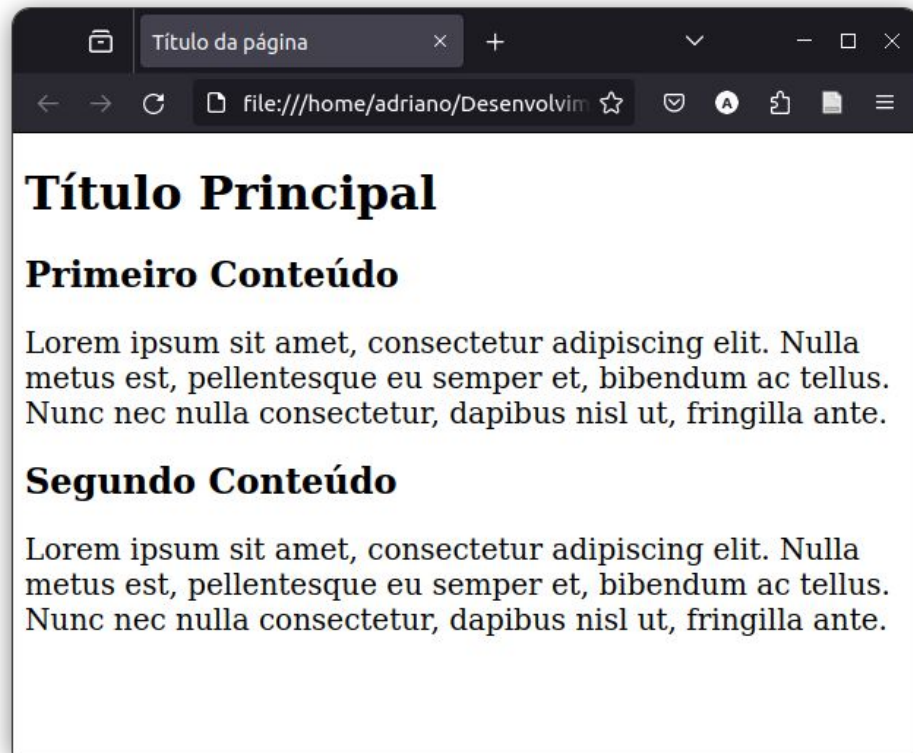 Título da página
file:///home/adriano/Desenvolvim
A
Título Principal
Primeiro Conteúdo
Lorem ipsum sit amet, consectetur adipiscing elit. Nulla
metus est, pellentesque eu semper et, bibendum ac tellus.
Nunc nec nulla consectetur, dapibus nisl ut, fringilla ante.
Segundo Conteúdo
Lorem ipsum sit amet, consectetur adipiscing elit. Nulla
metus est, pellentesque eu semper et, bibendum ac tellus.
Nunc nec nulla consectetur, dapibus nisl ut, fringilla ante.